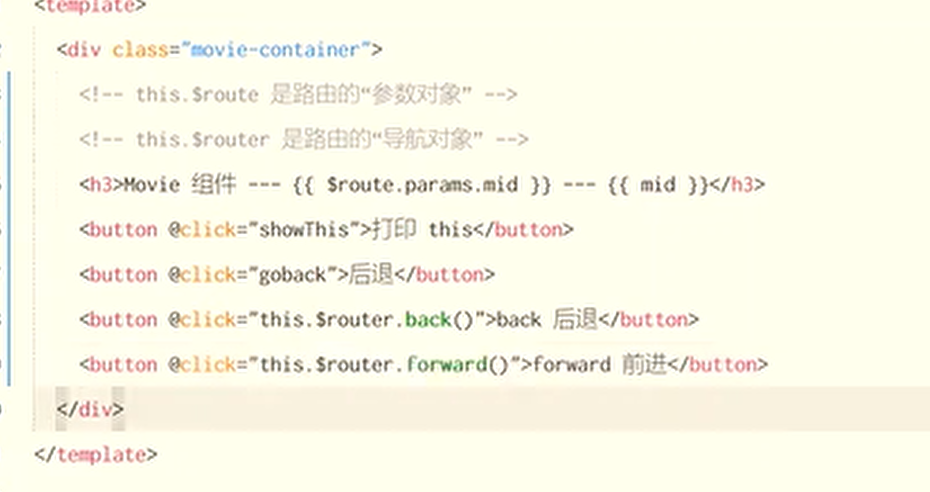 <template>
<div class="movie-container">
<!-- this.$route 是路由的“参数对象” -->
<!-- this.$router 是路由的“导航对象” -->
<h3>Movie 组件 --- {{ $route.params.mid }} --- {{ mid }}</h3>
<button @click="showThis">打印 this</button>
<button @click="goback">后退</button>
<button @click="this.$router.back()">back 后退</button>
<button @click="this.$router.forward()">forward 前进</button>
</div>
</template>